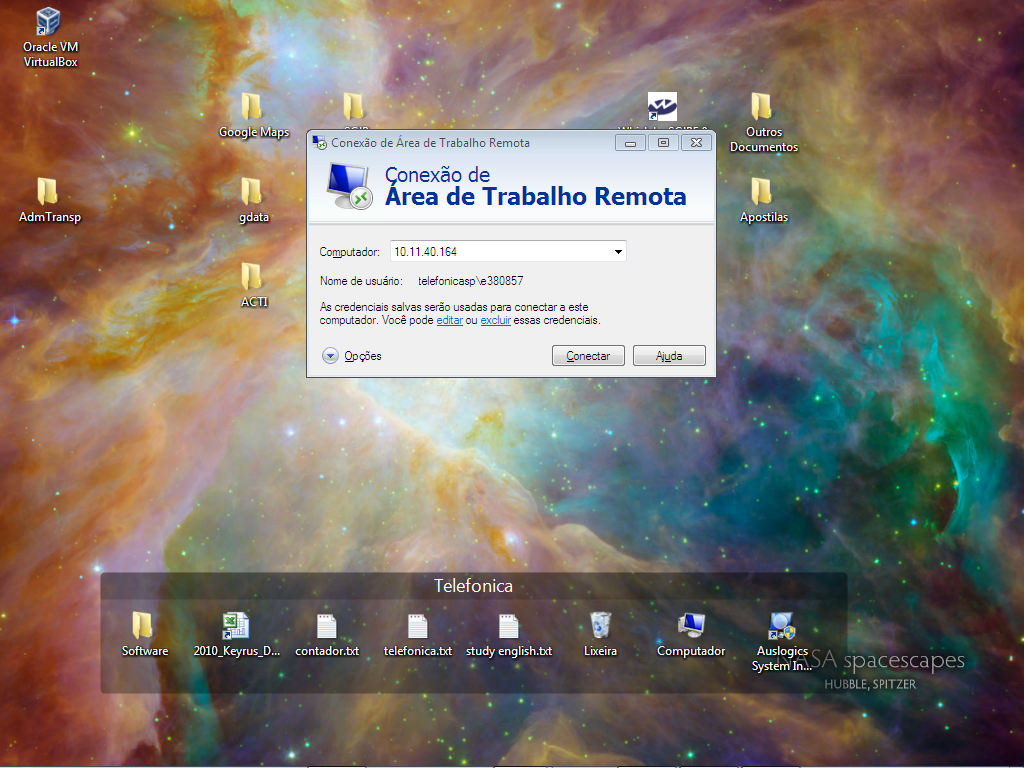 Oracle VM
VirtualBox
Google Maps
Outros
Documentos
AdmTransp
gdata
Apostilas
ACTI
Conexão de Área de Trabalho Remota
Conexão de
Área de Trabalho Remota
Computador:
10.11.40.164
Nome de usuário:
telefonicasp\e380857
As credenciais salvas serão usadas para conectar a este
computador. Você pode editar ou excluir essas credenciais.
Opções
Conectar
Ajuda
Telefonica
Software
2010_Keyrus_D...
contador.txt
telefonica.txt
study english.txt
Lixeira
Computador
Auslogics
System In...
NASA spacescapes
HUBBLE, SPITZER